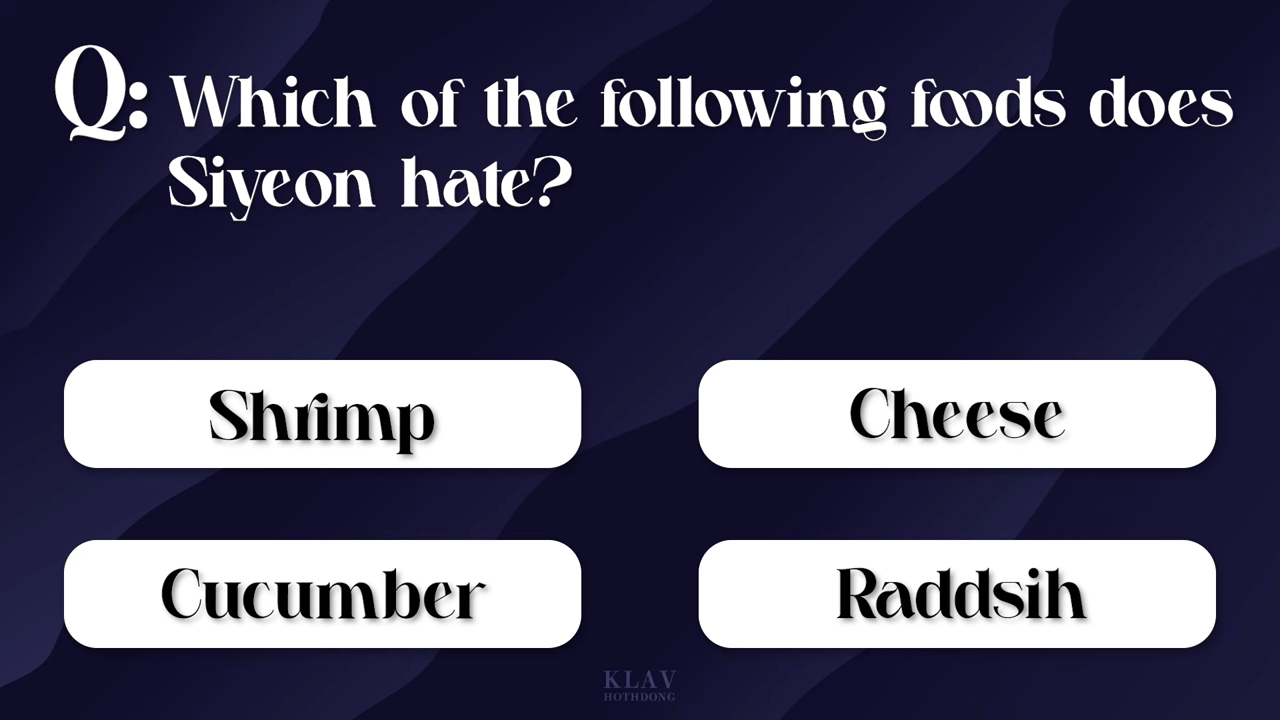 Q: Which of the following foods does
Siyeon hate?
Shrimp
Cheese
Cucumber
Raddsih
KLAV
HOTHDONG